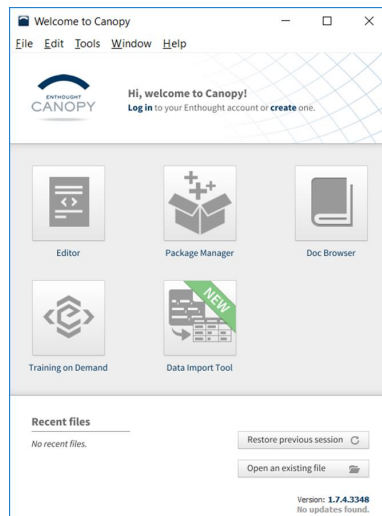 Welcome to Canopy
File Edit Tools Window Help
ENTHOUGHT
CANOPY
Hi, welcome to Canopy!
Log in to your Enthought account or create one.
Editor
Package Manager
Doc Browser
NEW
Training on Demand
Data Import Tool
Recent files
No recent files.
Restore previous session
Open an existing file
Version: 1.7.4.3348
No updates found.